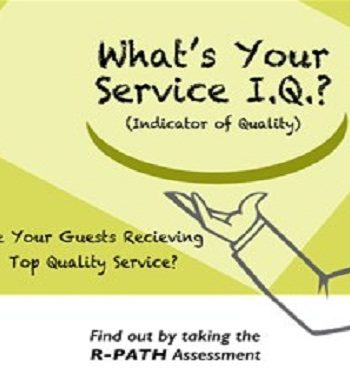 What's Your
Service I.Q.?
(Indicator of Quality)
e Your Guests Recieving
Top Quality Service?
Find out by taking the
R-PATH Assessment